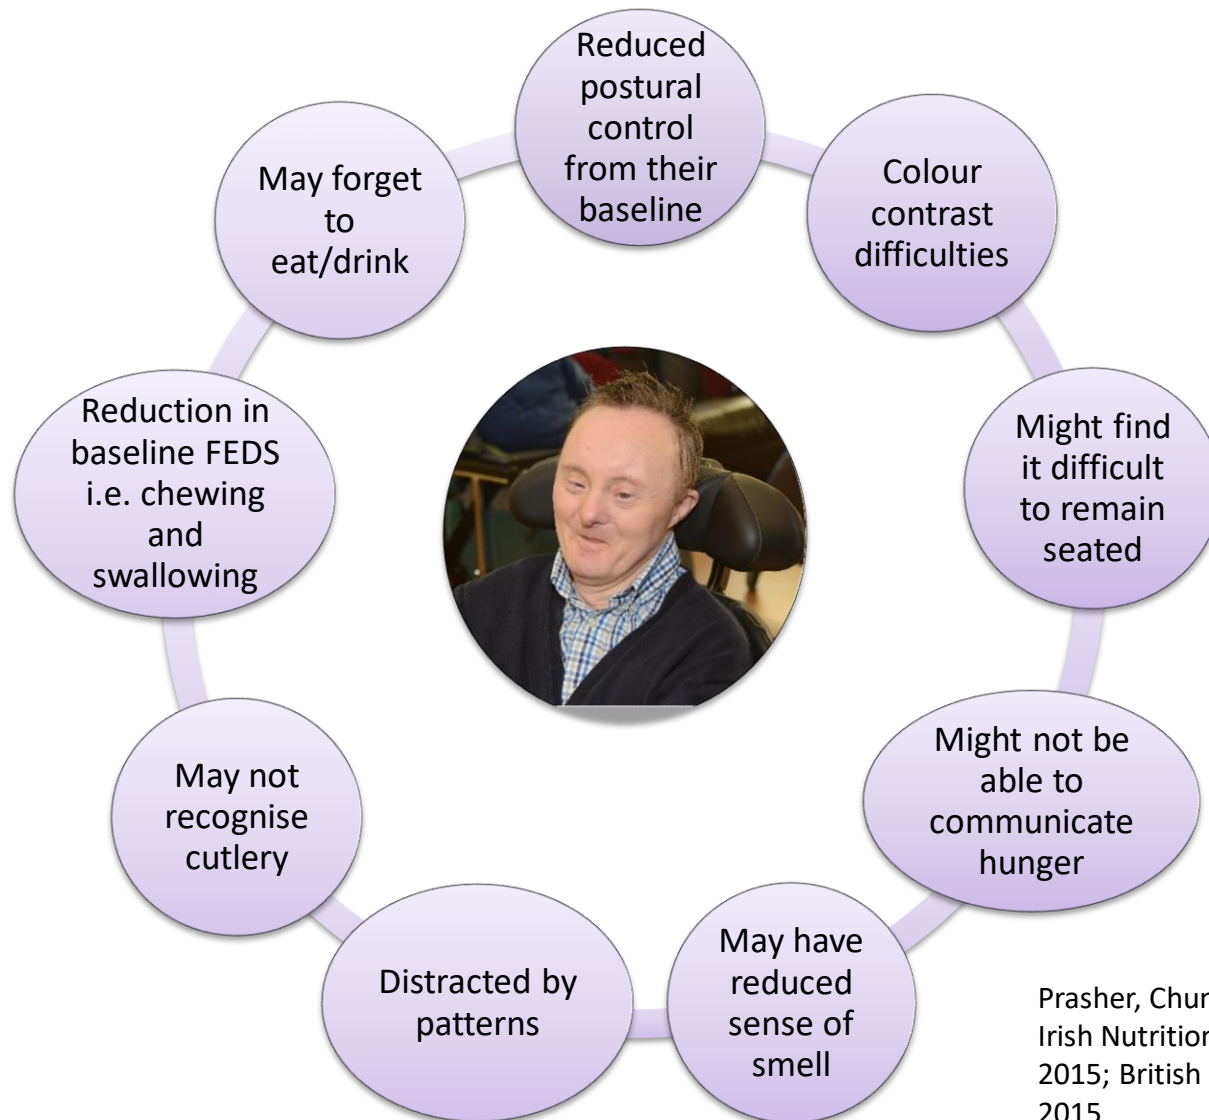 Reduced
postural
control
from their
baseline
Colour
contrast
difficulties
Might find
it difficult
to remain
seated
Might not be
able to
communicate
hunger
May have
reduced
sense of
smell
Distracted by
patterns
May not
recognise
cutlery
Reduction in
baseline FEDS
i.e. chewing
and
swallowing
May forget
to
eat/drink
Prasher,
Irish Nutrition
2015; British
2015